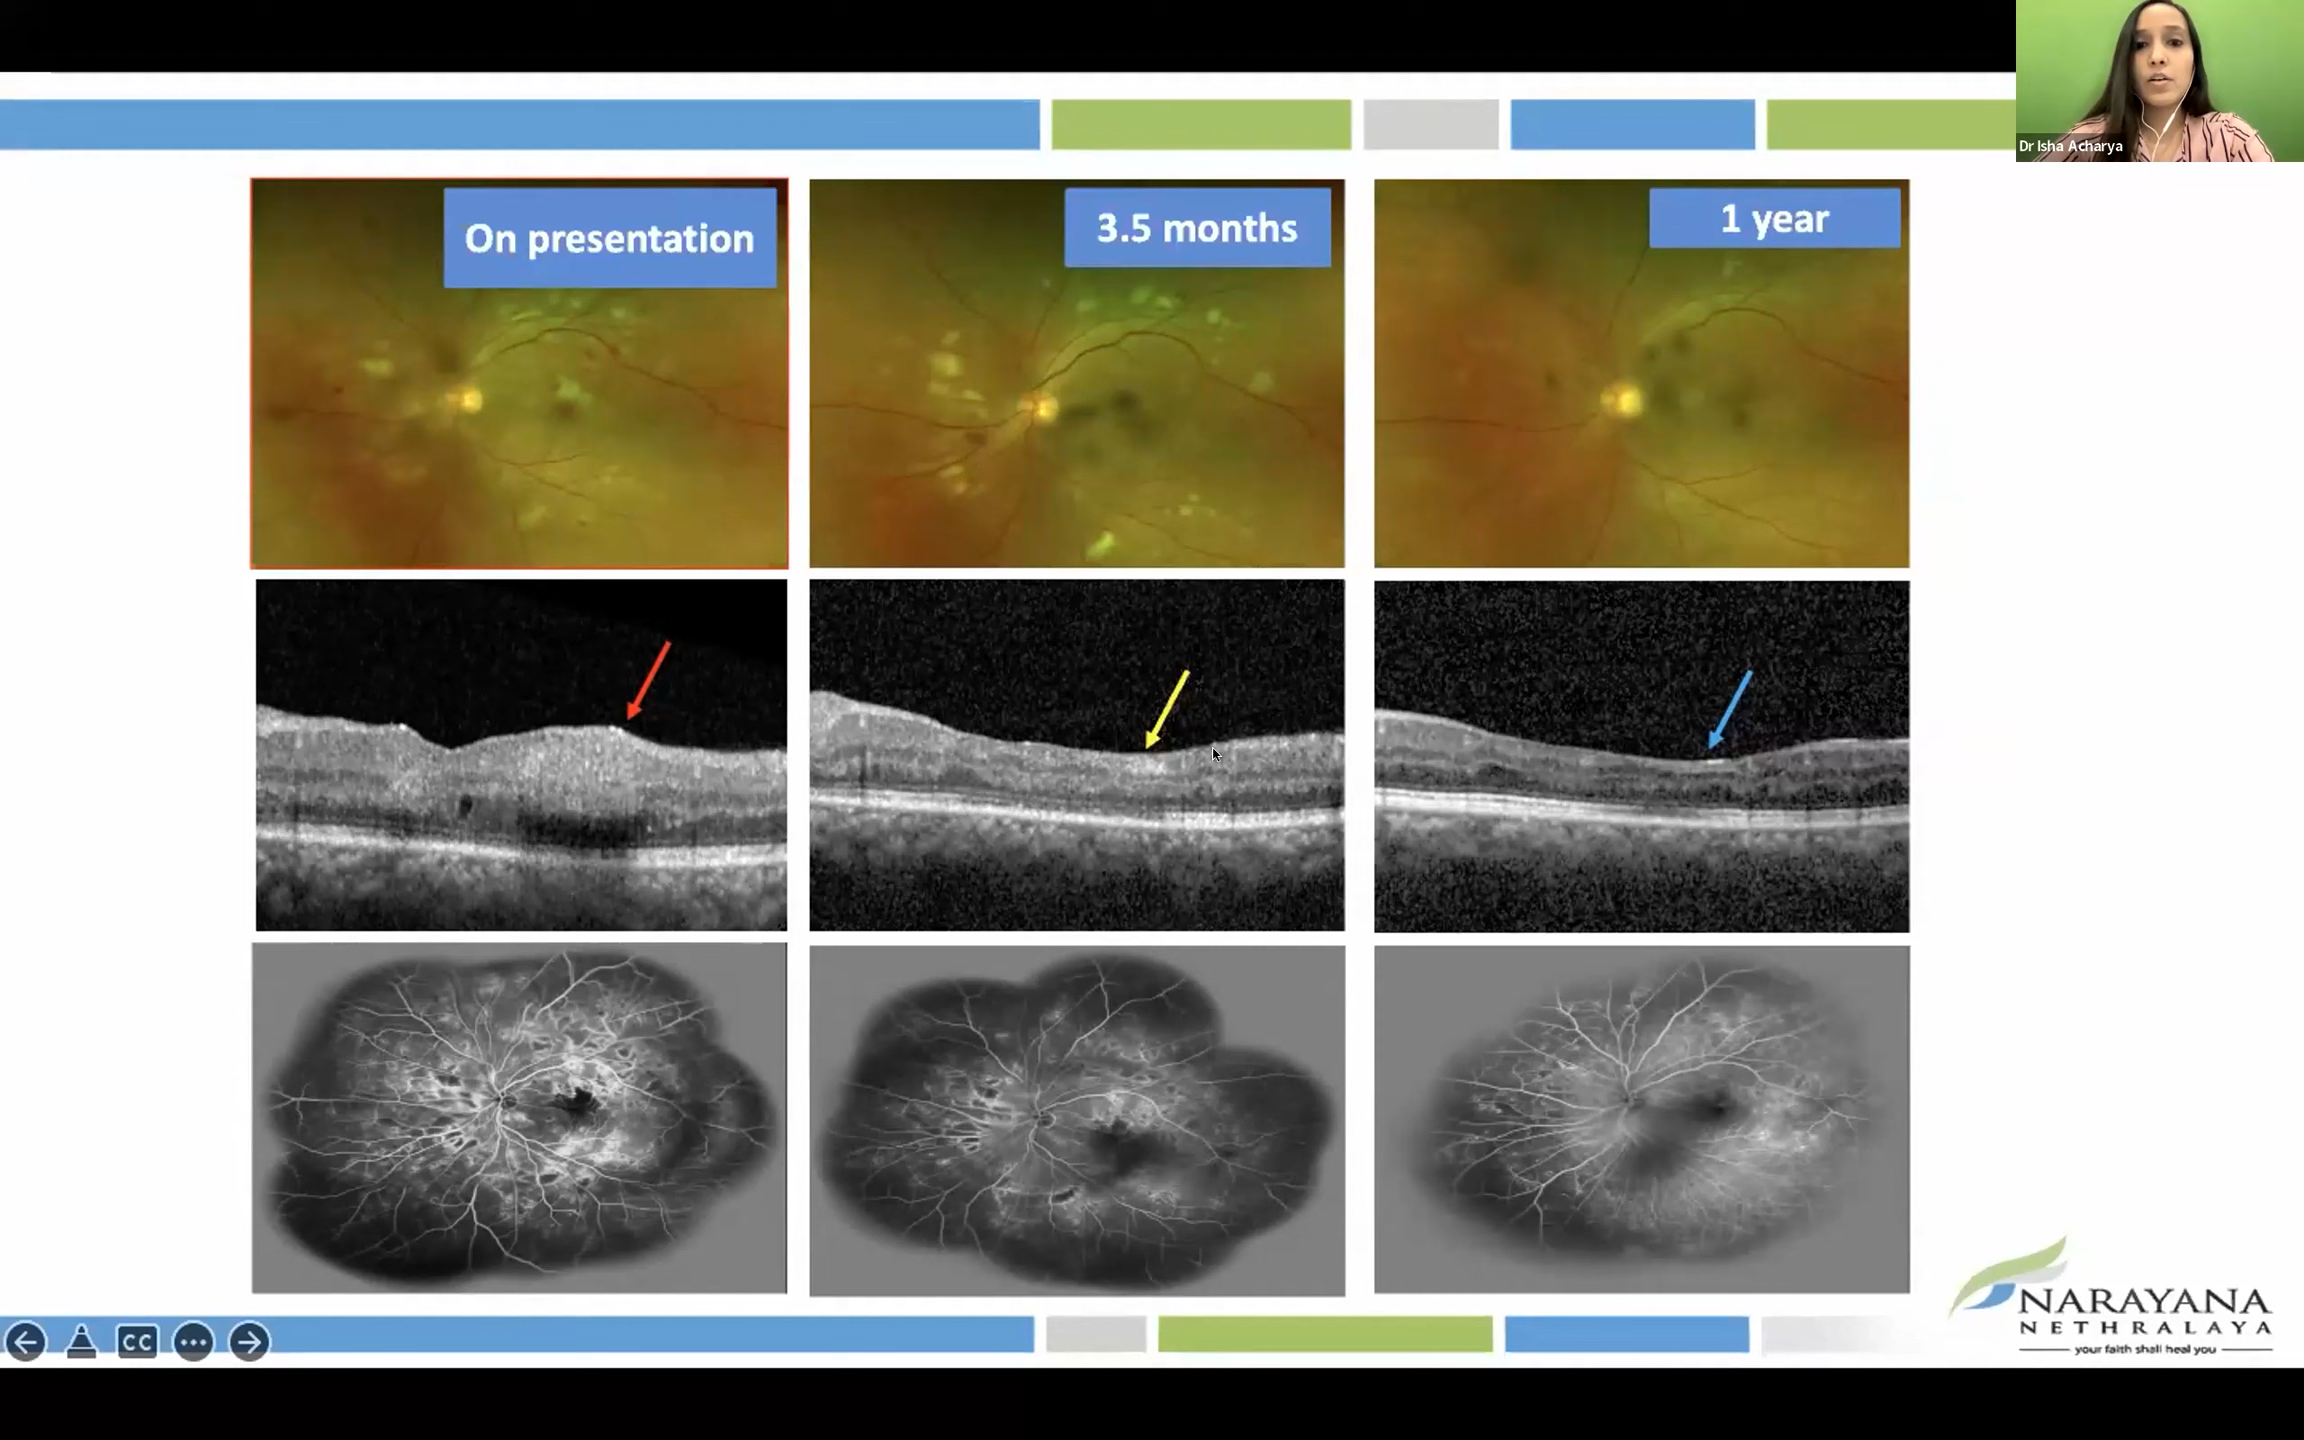 Dr Isha Acharya
On presentation
3.5 months
1 year
CC
NARAYANA
NETHRALAYA
your faith shall heal you